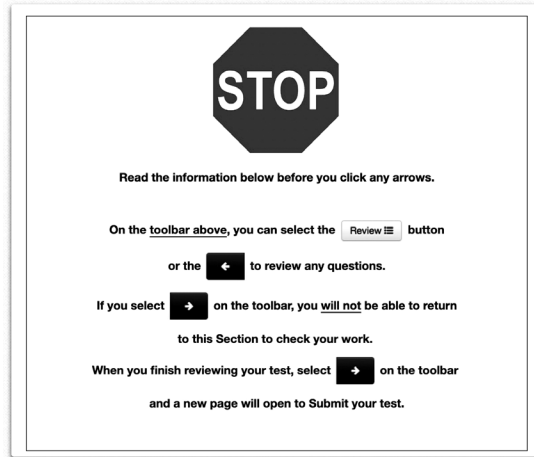 STOP
Read the information below before you click any arrows.
On the toolbar above, you can select the Review button
or the to review any questions.
If you select on the toolbar, you will not be able to return
to this Section to check your work.
When you finish reviewing your test, select on the toolbar
and a new page will open to Submit your test.